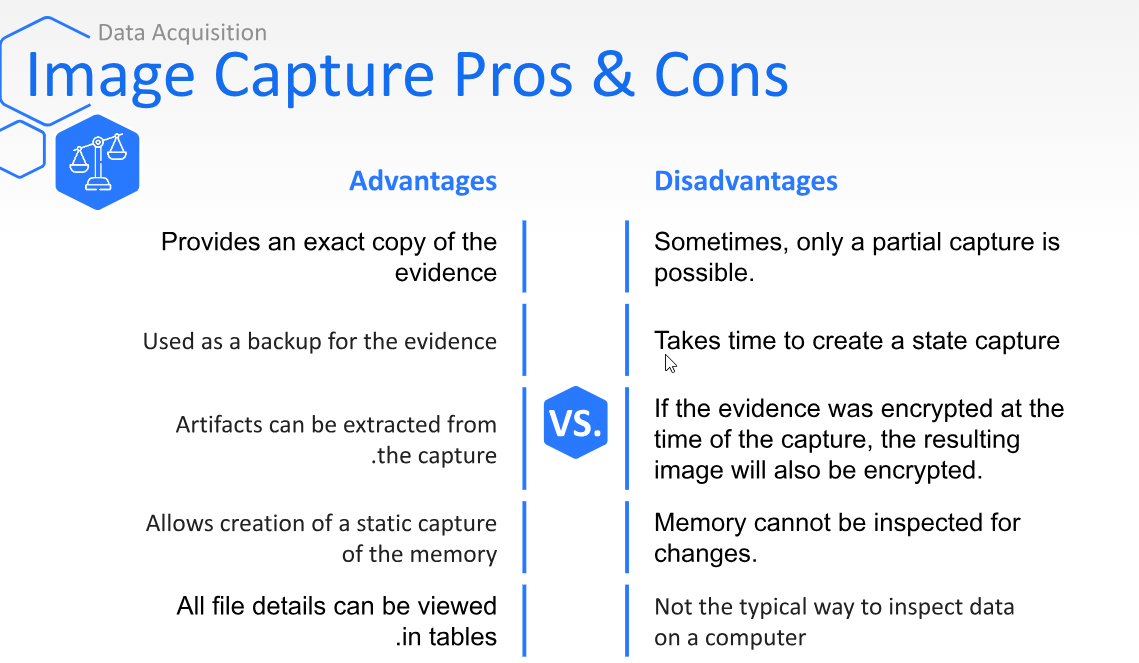 Data Acquisition
Image Capture Pros & Cons
Advantages
Provides an exact copy of the
evidence
Used as a backup for the evidence
Artifacts can be extracted from
.the capture
Allows creation of a static capture
of the memory
All file details can be viewed
.in tables
VS.
Disadvantages
Sometimes, only a partial capture is
possible.
Takes time to create a state capture
If the evidence was encrypted at the
time of the capture, the resulting
image will also be encrypted.
Memory cannot be inspected for
changes.
Not the typical way to inspect data
on a computer